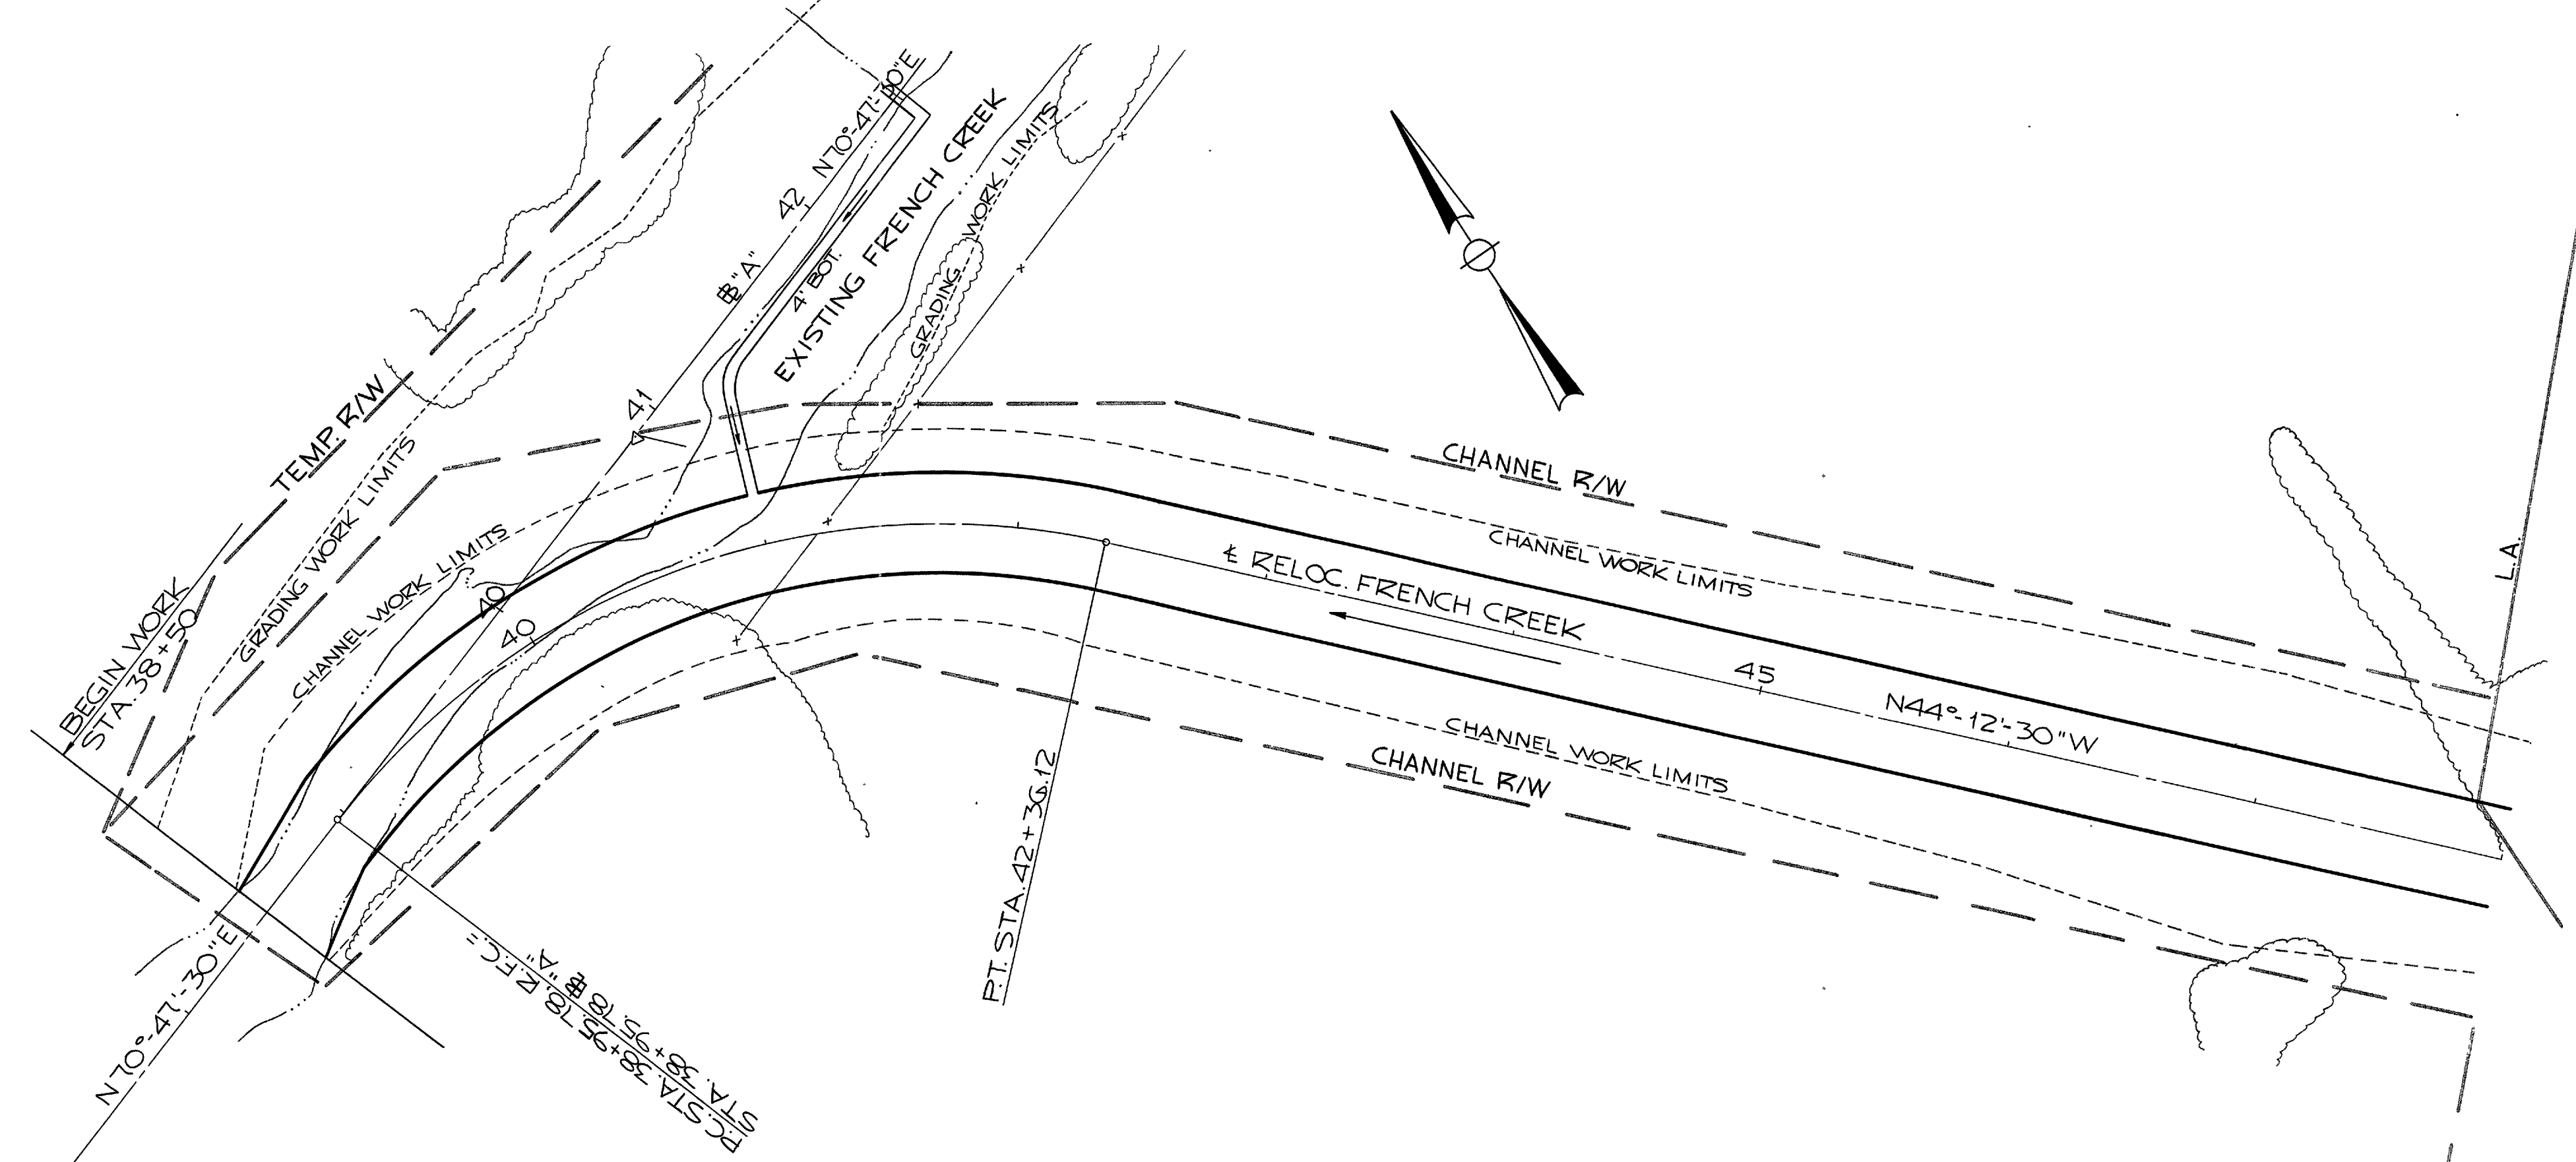 TEMP. R/W
GRADING WORK LIMITS
CHANNEL WORK LIMITS
BEGIN WORK
STA. 38+50
N 70°-47'-30"E
P.C. STA. 38+95.78, R.F.C.=
STA. 38+95.78 ℄ "A"
40
40
41
42
N 70°-47'-30"E
℄ "A"
4' BOT.
EXISTING FRENCH CREEK
GRADING WORK LIMITS
CHANNEL R/W
CHANNEL WORK LIMITS
℄ RELOC. FRENCH CREEK
45
N44°-12'-30"W
CHANNEL WORK LIMITS
CHANNEL R/W
P.T. STA. 42+36.12
L.A.